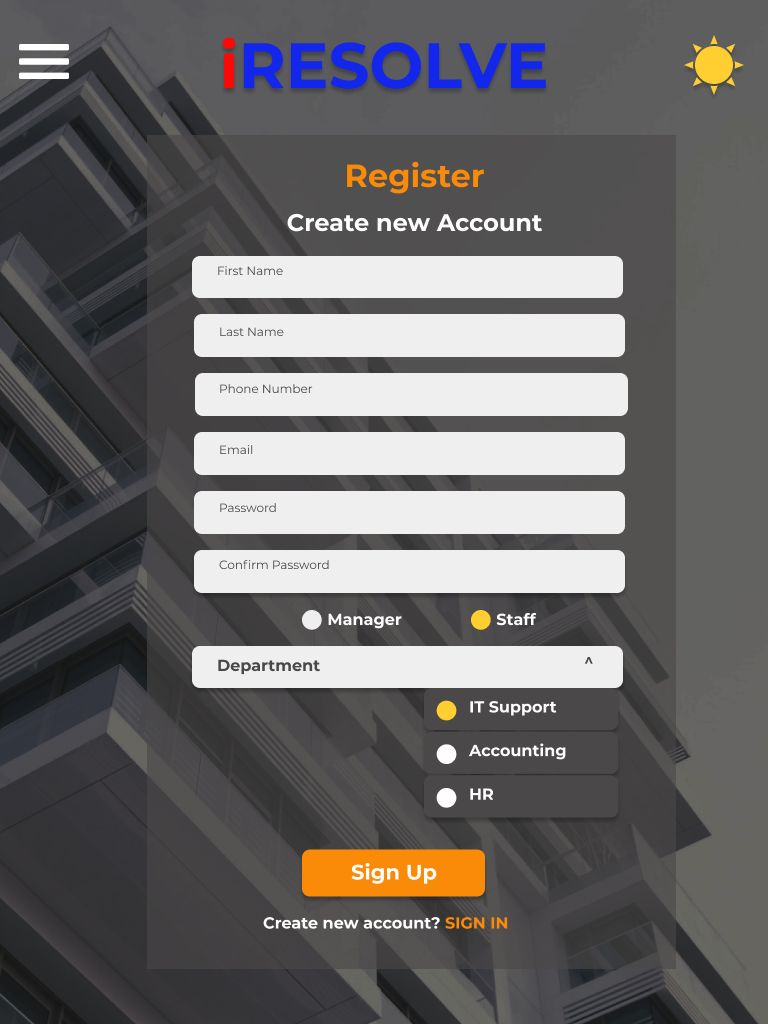 iRESOLVE
Register
Create new Account
First Name
Last Name
Phone Number
Email
Password
Confirm Password
Manager Staff
Department ^
IT Support
Accounting
HR
Sign Up
Create new account? SIGN IN